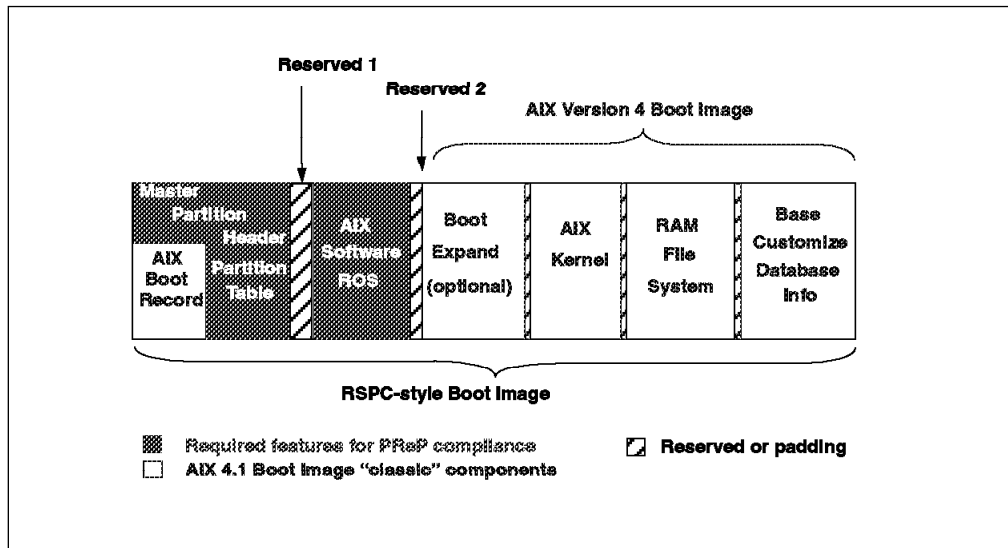 Reserved 1
Reserved 2
AIX Version 4 Boot Image
Master
Partition
Header
Partition
Table
AIX
Boot
Record
AIX
Software
ROS
Boot
Expand
(optional)
AIX
Kernel
RAM
File
System
Base
Customize
Database
Info
RSPC-style Boot Image
Required features for PReP compliance
AIX 4.1 Boot Image “classic” components
Reserved or padding